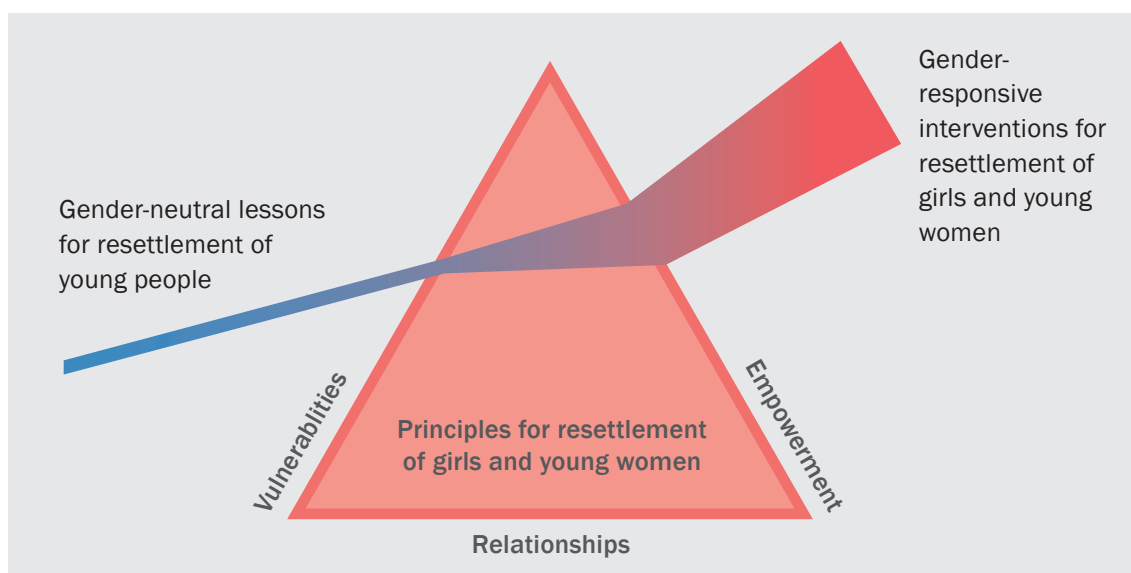 Gender-neutral lessons
for resettlement of
young people
Gender-
responsive
interventions for
resettlement of
girls and young
women
Vulnerablities
Principles for resettlement
of girls and young women
Empowerment
Relationships